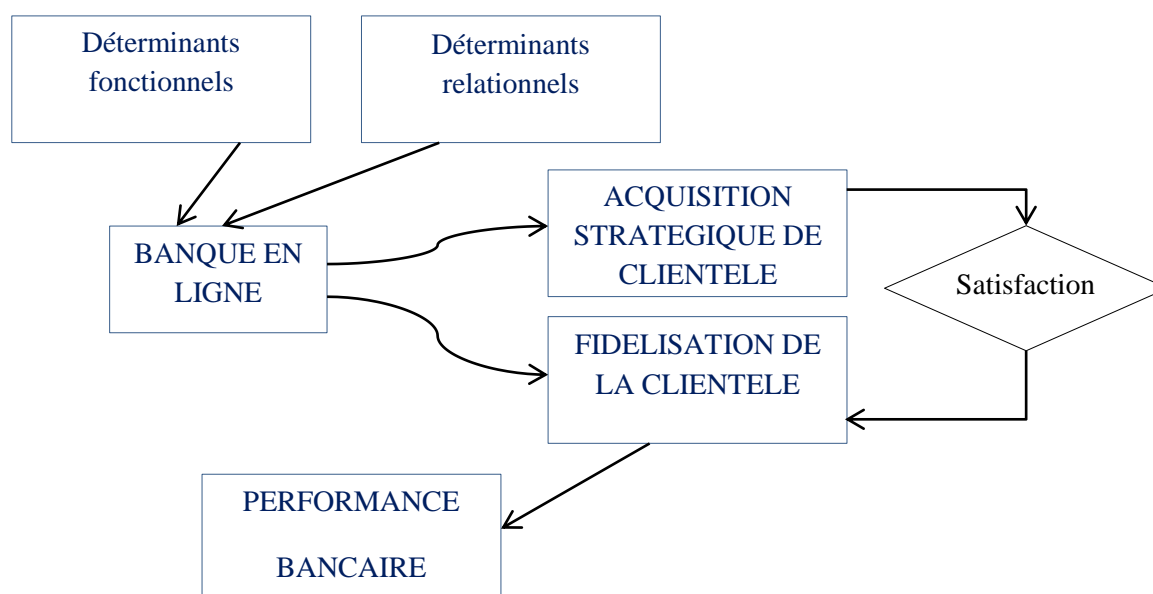 Déterminants
fonctionnels
Déterminants
relationnels
ACQUISITION
STRATEGIQUE DE
CLIENTELE
BANQUE EN
LIGNE
Satisfaction
FIDELISATION DE
LA CLIENTELE
PERFORMANCE
BANCAIRE